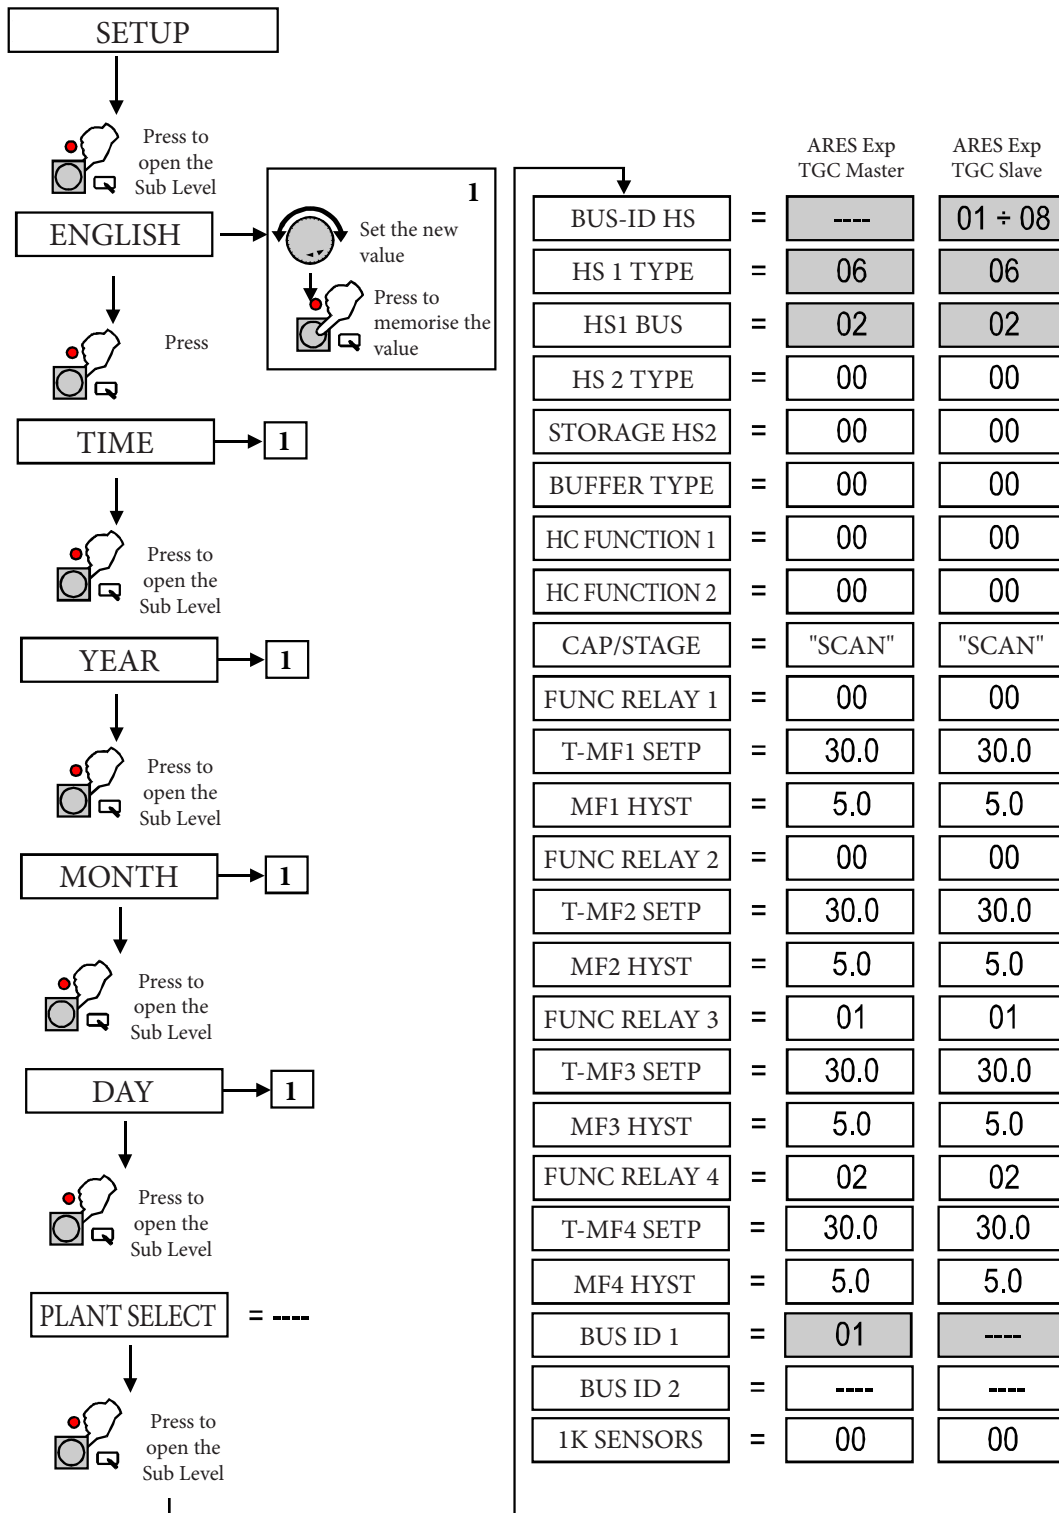 SETUP
Press to
open the
Sub Level
ENGLISH
1
Set the new
value
Press to
memorise the
value
Press
TIME
1
Press to
open the
Sub Level
YEAR
1
Press to
open the
Sub Level
MONTH
1
Press to
open the
Sub Level
DAY
1
Press to
open the
Sub Level
PLANT SELECT = ----
Press to
open the
Sub Level
ARES Exp
TGC Master
ARES Exp
TGC Slave
BUS-ID HS = ---- 01 ÷ 08
HS 1 TYPE = 06 06
HS1 BUS = 02 02
HS 2 TYPE = 00 00
STORAGE HS2 = 00 00
BUFFER TYPE = 00 00
HC FUNCTION 1 = 00 00
HC FUNCTION 2 = 00 00
CAP/STAGE = "SCAN" "SCAN"
FUNC RELAY 1 = 00 00
T-MF1 SETP = 30.0 30.0
MF1 HYST = 5.0 5.0
FUNC RELAY 2 = 00 00
T-MF2 SETP = 30.0 30.0
MF2 HYST = 5.0 5.0
FUNC RELAY 3 = 01 01
T-MF3 SETP = 30.0 30.0
MF3 HYST = 5.0 5.0
FUNC RELAY 4 = 02 02
T-MF4 SETP = 30.0 30.0
MF4 HYST = 5.0 5.0
BUS ID 1 = 01 ----
BUS ID 2 = ---- ----
1K SENSORS = 00 00